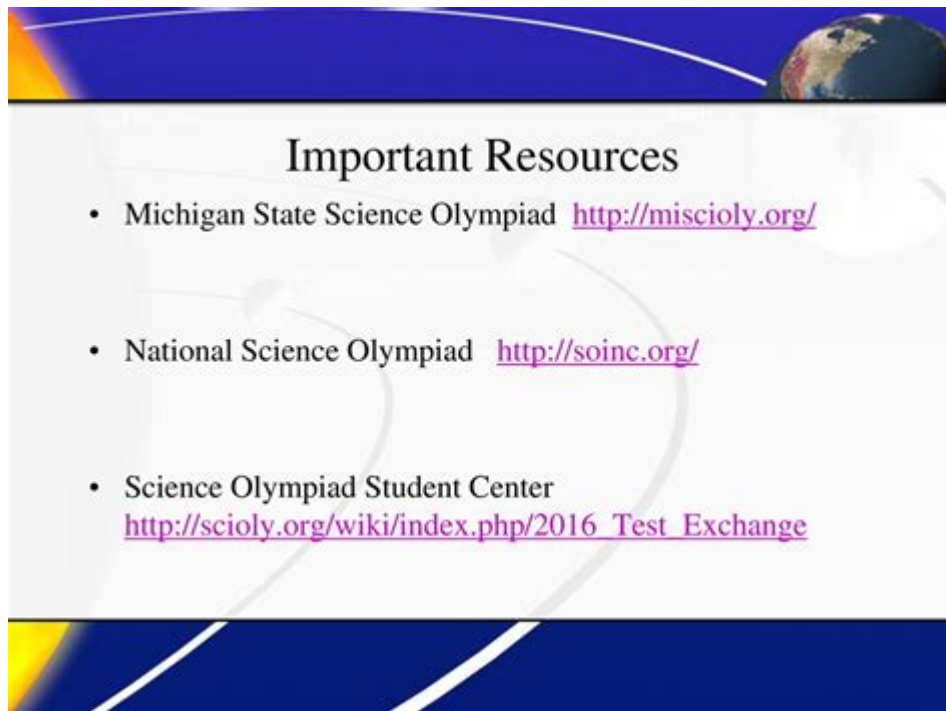 Important Resources
• Michigan State Science Olympiad http://miscioly.org/
• National Science Olympiad http://soinc.org/
• Science Olympiad Student Center
http://scioly.org/wiki/index.php/2016_Test_Exchange